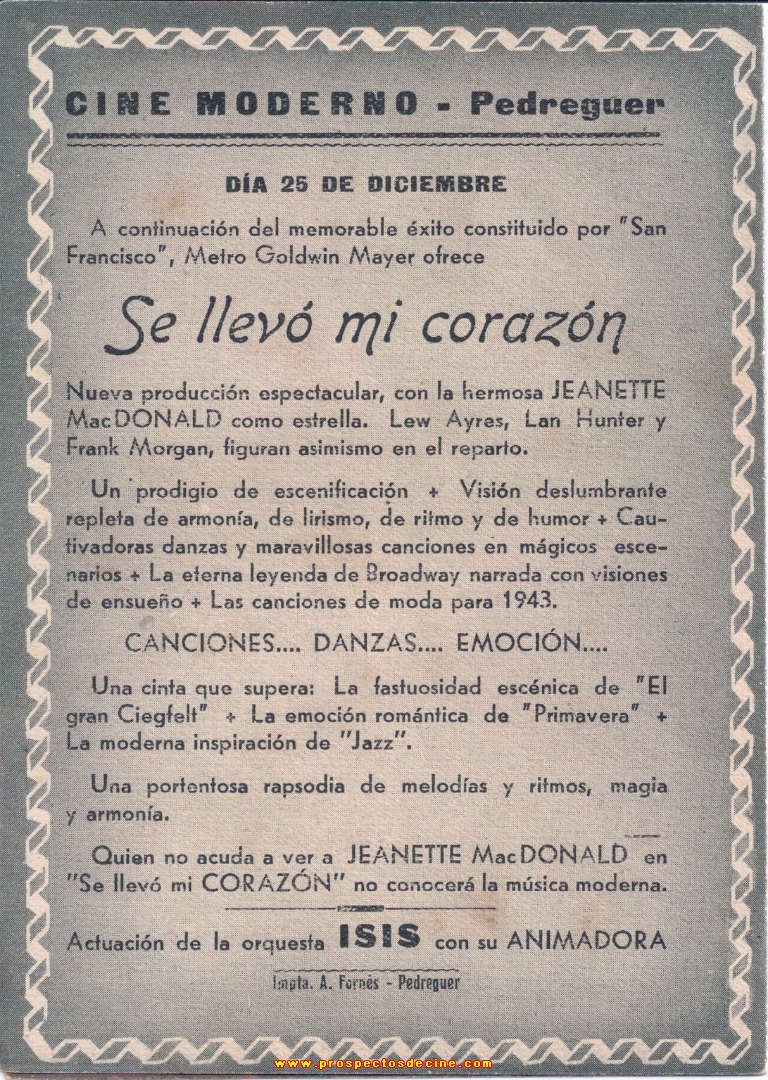 CINE MODERNO - Pedreguer
DÍA 25 DE DICIEMBRE
A continuación del memorable éxito constituido por "San
Francisco", Metro Goldwin Mayer ofrece
Se llevó mi corazón
Nueva producción espectacular, con la hermosa JEANETTE
MacDONALD como estrella. Lew Ayres, Lan Hunter y
Frank Morgan, figuran asimismo en el reparto.
Un prodigio de escenificación + Visión deslumbrante
repleta de armonía, de lirismo, de ritmo y de humor + Cau-
tivadoras danzas y maravillosas canciones en mágicos esce-
narios + La eterna leyenda de Broadway narrada con visiones
de ensueño + Las canciones de moda para 1943.
CANCIONES.... DANZAS.... EMOCIÓN....
Una cinta que supera: La fastuosidad escénica de "El
gran Ciegfelt" + La emoción romántica de "Primavera" +
La moderna inspiración de "Jazz".
Una portentosa rapsodia de melodías y ritmos, magia
y armonía.
Quien no acuda a ver a JEANETTE MacDONALD en
"Se llevó mi CORAZÓN" no conocerá la música moderna.
Actuación de la orquesta ISIS con su ANIMADORA
Impta. A. Fornés - Pedreguer
www.prospectosdecine.com